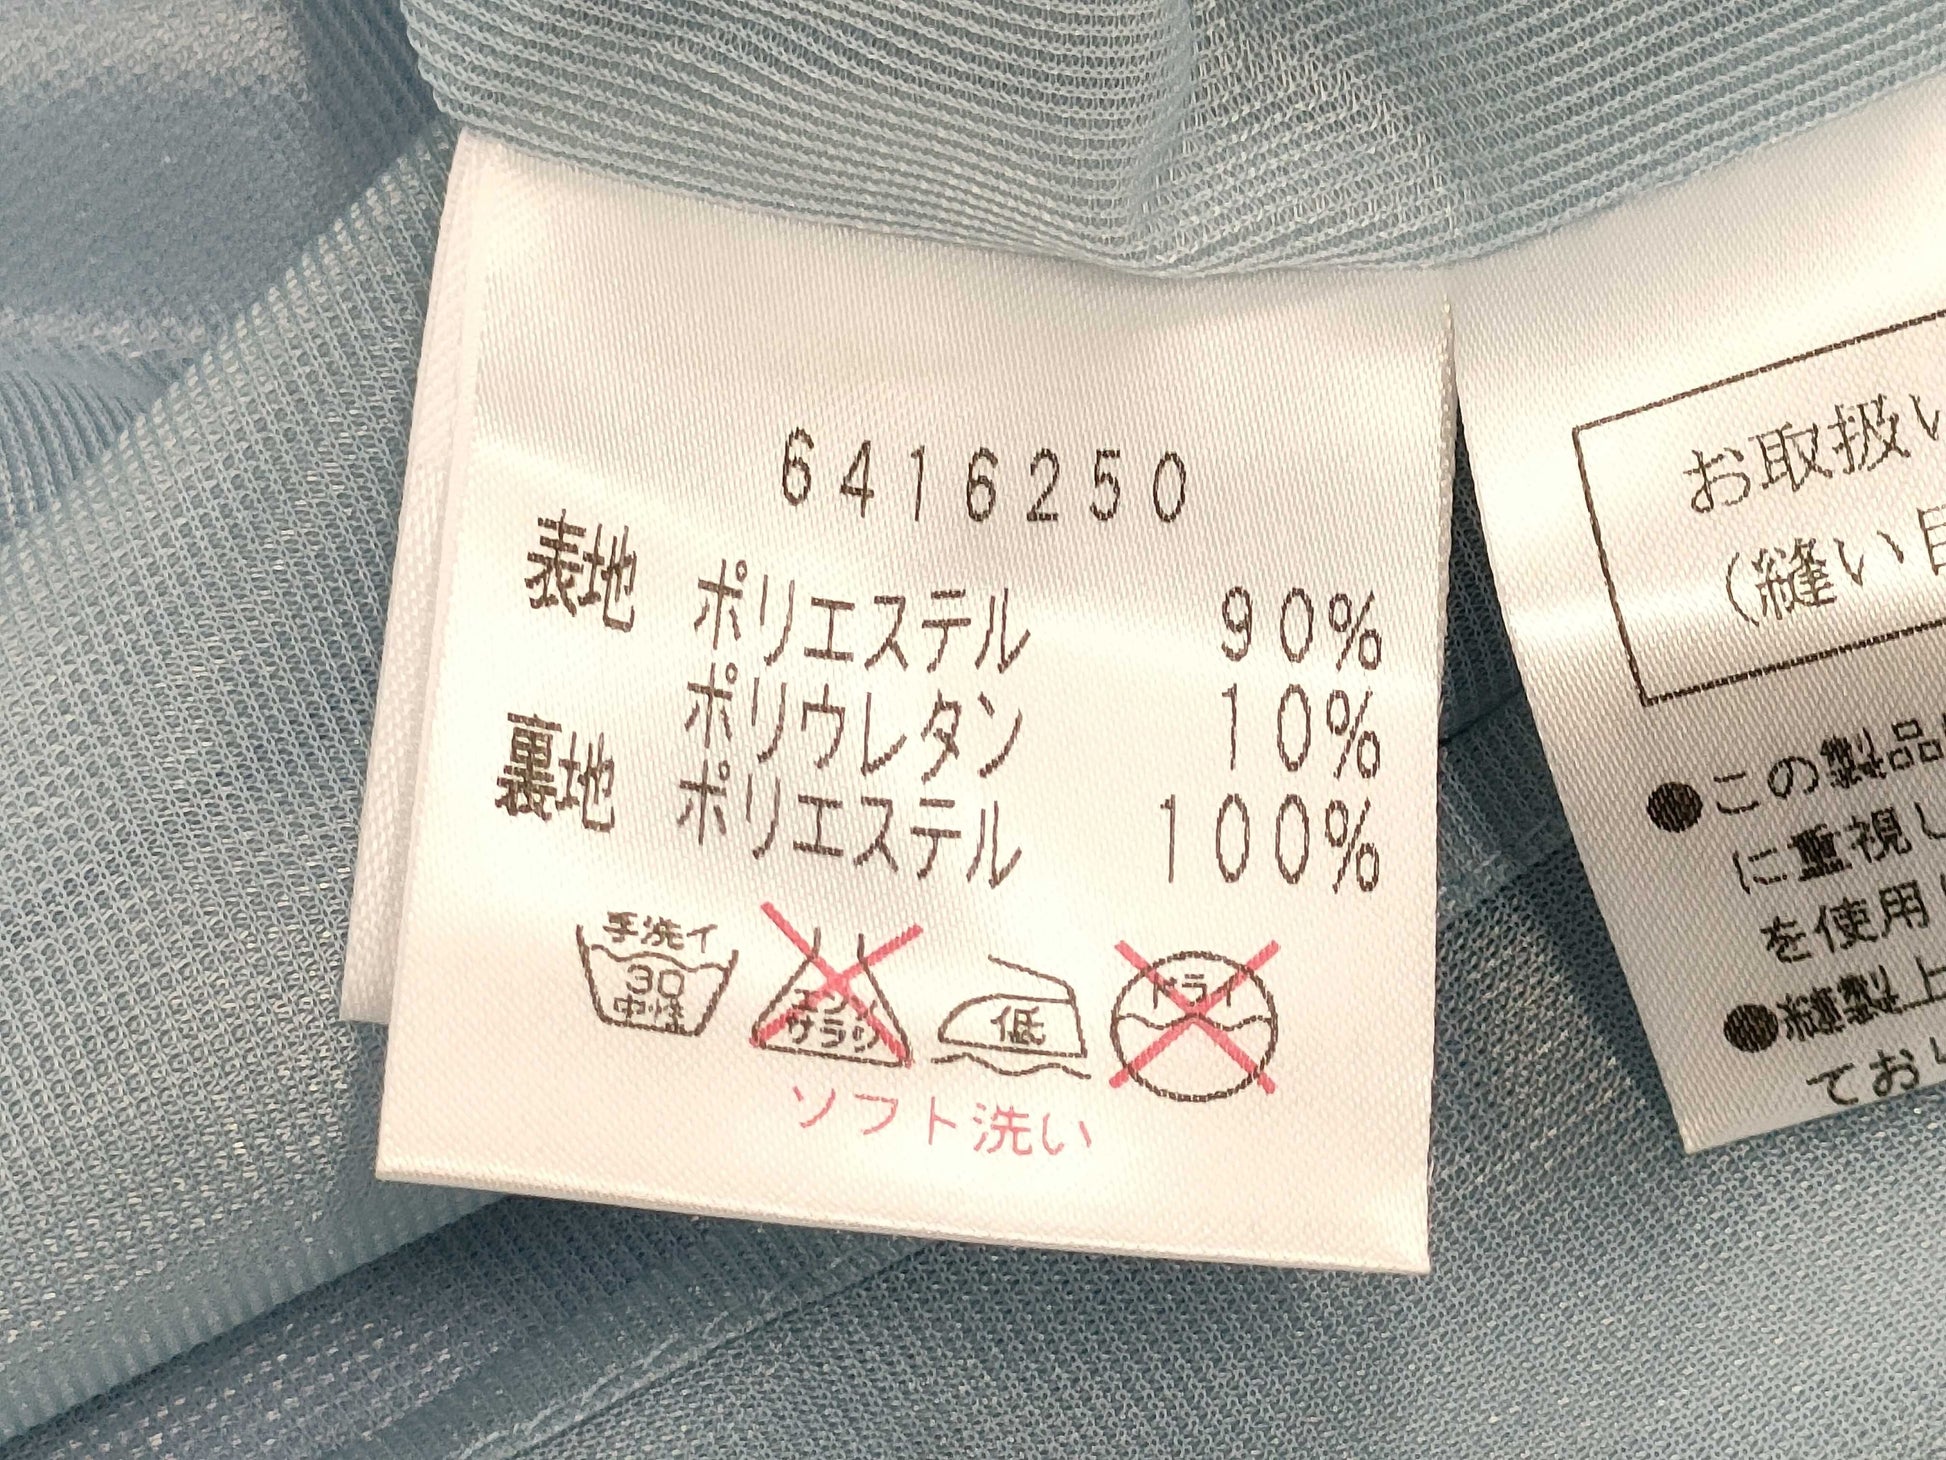 6416250
表地 ポリエステル 90%
ポリウレタン 10%
裏地 ポリエステル 100%
手洗イ
30
中性
エンソ
サラシ
低
ドライ
ソフト洗い
お取扱い
(縫い目
●この製品
に重視し
を使用
●縫製上
ており